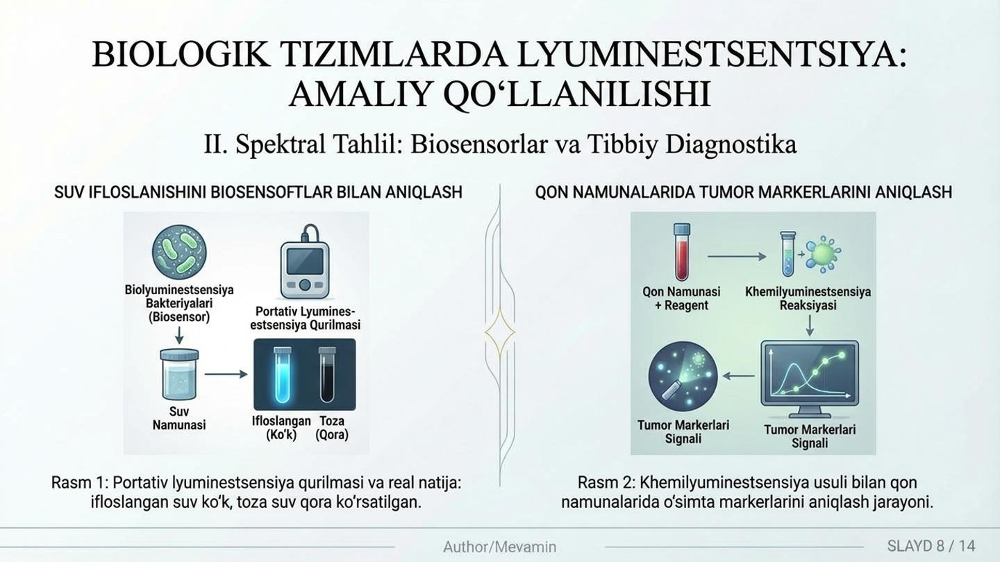 BIOLOGIK TIZIMLARDA LYUMINESTSENTSIYA:
AMALIY QO‘LLANILISHI
II. Spektral Tahlil: Biosensorlar va Tibbiy Diagnostika
SUV IFLOSLANISHINI BIOSENSOFTLAR BILAN ANIQLASH
Biolyuminestsensiya
Bakteriyalari
(Biosensor)
Portativ Lyumines-
estsensiya Qurilmasi
Suv
Namunasi
Ifloslangan
(Ko‘k)
Toza
(Qora)
Rasm 1: Portativ lyuminestsensiya qurilmasi va real natija:
ifloslangan suv ko‘k, toza suv qora ko‘rsatilgan.
QON NAMUNALARIDA TUMOR MARKERLARINI ANIQLASH
Qon Namunasi
+ Reagent
Khemilyuminestsensiya
Reaksiyasi
Tumor Markerlari
Signali
Tumor Markerlari
Signali
Rasm 2: Khemilyuminestsensiya usuli bilan qon
namunalarida o‘simta markerlarini aniqlash jarayoni.
Author/Mevamin
SLAYD 8 / 14